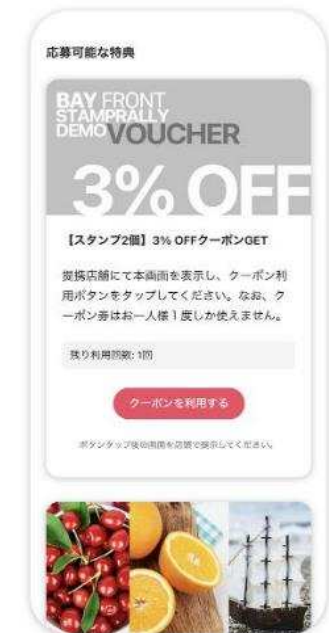 応募可能な特典
BAY FRONT
STAMPRALLY
DEMO VOUCHER
3% OFF
【スタンプ2個】3% OFFクーポンGET
提携店舗にて本画面を表示し、クーポン利
用ボタンをタップしてください。なお、ク
ーポン券はお一人様1度しか使えません。
残り利用回数: 1回
クーポンを利用する
ボタンタップ後の画面を店頭で提示してください。